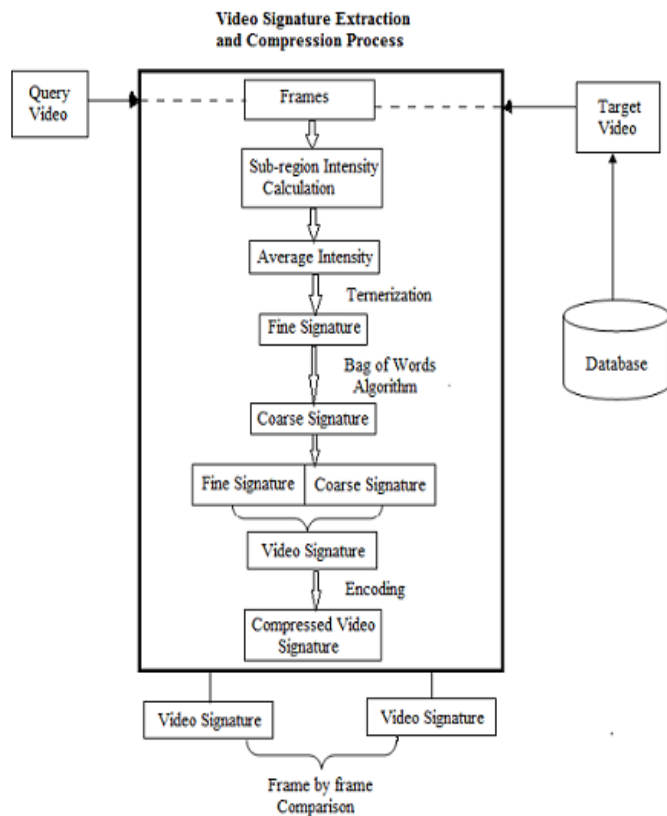 Video Signature Extraction
and Compression Process
Query
Video
Frames
Target
Video
Sub-region Intensity
Calculation
Average Intensity
Ternerization
Fine Signature
Bag of Words
Algorithm
Database
Coarse Signature
Fine Signature
Coarse Signature
Video Signature
Encoding
Compressed Video
Signature
Video Signature
Video Signature
Frame by frame
Comparison